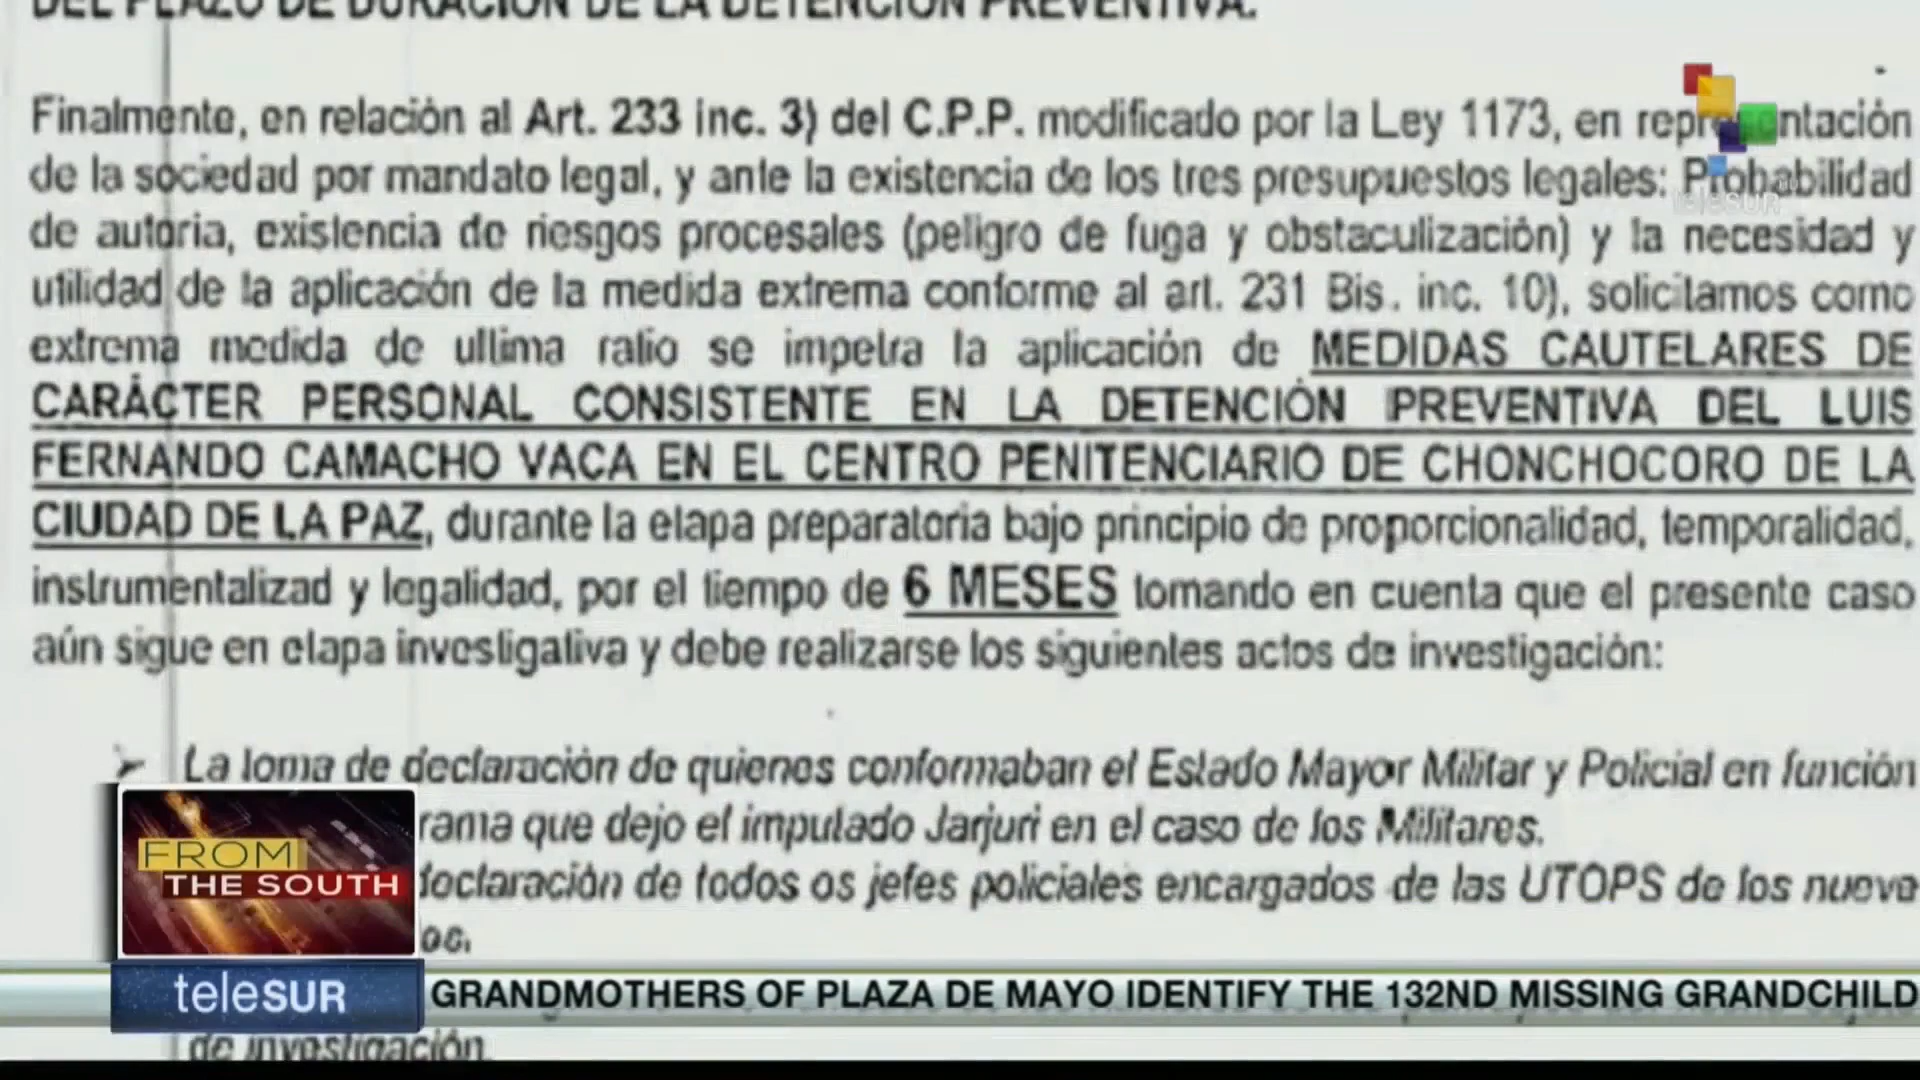 DEL PLAZO DE DURACIÓN DE LA DETENCIÓN PREVENTIVA.
Finalmente, en relación al Art. 233 inc. 3) del C.P.P. modificado por la Ley 1173, en representación
de la sociedad por mandato legal, y ante la existencia de los tres presupuestos legales: Probabilidad
de autoria, existencia de riesgos procesales (peligro de fuga y obstaculización) y la necesidad y
utilidad de la aplicación de la medida extrema conforme al art. 231 Bis. inc. 10), solicitamos como
extrema medida de ultima ratio se impetra la aplicación de MEDIDAS CAUTELARES DE
CARÁCTER PERSONAL CONSISTENTE EN LA DETENCIÓN PREVENTIVA DEL LUIS
FERNANDO CAMACHO VACA EN EL CENTRO PENITENCIARIO DE CHONCHOCORO DE LA
CIUDAD DE LA PAZ, durante la etapa preparatoria bajo principio de proporcionalidad, temporalidad,
instrumentalizad y legalidad, por el tiempo de 6 MESES tomando en cuenta que el presente caso
aún sigue en etapa investigativa y debe realizarse los siguientes actos de investigación:
La toma de declaración de quienes conformaban el Estado Mayor Militar y Policial en función
rama que dejo el imputado Jarjuri en el caso de los Militares.
declaración de todos os jefes policiales encargados de las UTOPS de los nueve
os.
de investigación.
teleSUR
FROM
THE SOUTH
teleSUR
GRANDMOTHERS OF PLAZA DE MAYO IDENTIFY THE 132ND MISSING GRANDCHILD